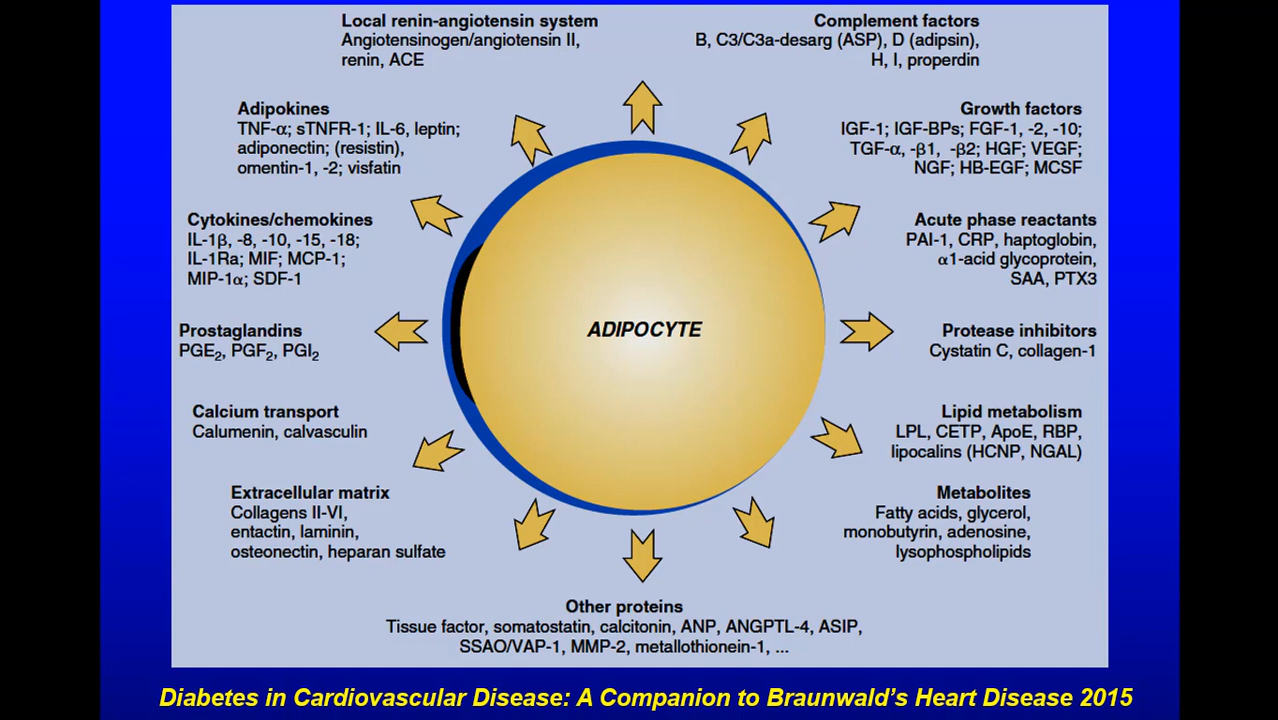 Local renin-angiotensin system
Angiotensinogen/angiotensin II,
renin, ACE
Complement factors
B, C3/C3a-desarg (ASP), D (adipsin),
H, I, properdin
Adipokines
TNF-α; sTNFR-1; IL-6, leptin;
adiponectin; (resistin),
omentin-1, -2; visfatin
Growth factors
IGF-1; IGF-BPs; FGF-1, -2, -10;
TGF-α, -β1, -β2; HGF; VEGF;
NGF; HB-EGF; MCSF
Cytokines/chemokines
IL-1β, -8, -10, -15, -18;
IL-1Ra; MIF; MCP-1;
MIP-1α; SDF-1
Acute phase reactants
PAI-1, CRP, haptoglobin,
α1-acid glycoprotein,
SAA, PTX3
Prostaglandins
PGE₂, PGF₂, PGI₂
ADIPOCYTE
Protease inhibitors
Cystatin C, collagen-1
Calcium transport
Calumenin, calvasculin
Lipid metabolism
LPL, CETP, ApoE, RBP,
lipocalins (HCNP, NGAL)
Extracellular matrix
Collagens II-VI,
entactin, laminin,
osteonectin, heparan sulfate
Metabolites
Fatty acids, glycerol,
monobutyrin, adenosine,
lysophospholipids
Other proteins
Tissue factor, somatostatin, calcitonin, ANP, ANGPTL-4, ASIP,
SSAO/VAP-1, MMP-2, metallothionein-1, ...
Diabetes in Cardiovascular Disease: A Companion to Braunwald's Heart Disease 2015